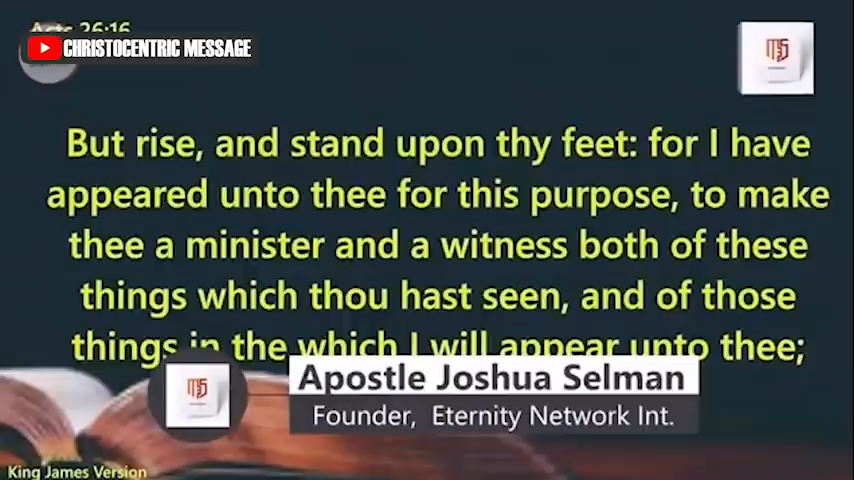 Acts 26:16
CHRISTOCENTRIC MESSAGE
But rise, and stand upon thy feet: for I have
appeared unto thee for this purpose, to make
thee a minister and a witness both of these
things which thou hast seen, and of those
things in the which I will appear unto thee;
Apostle Joshua Selman
Founder, Eternity Network Int.
King James Version